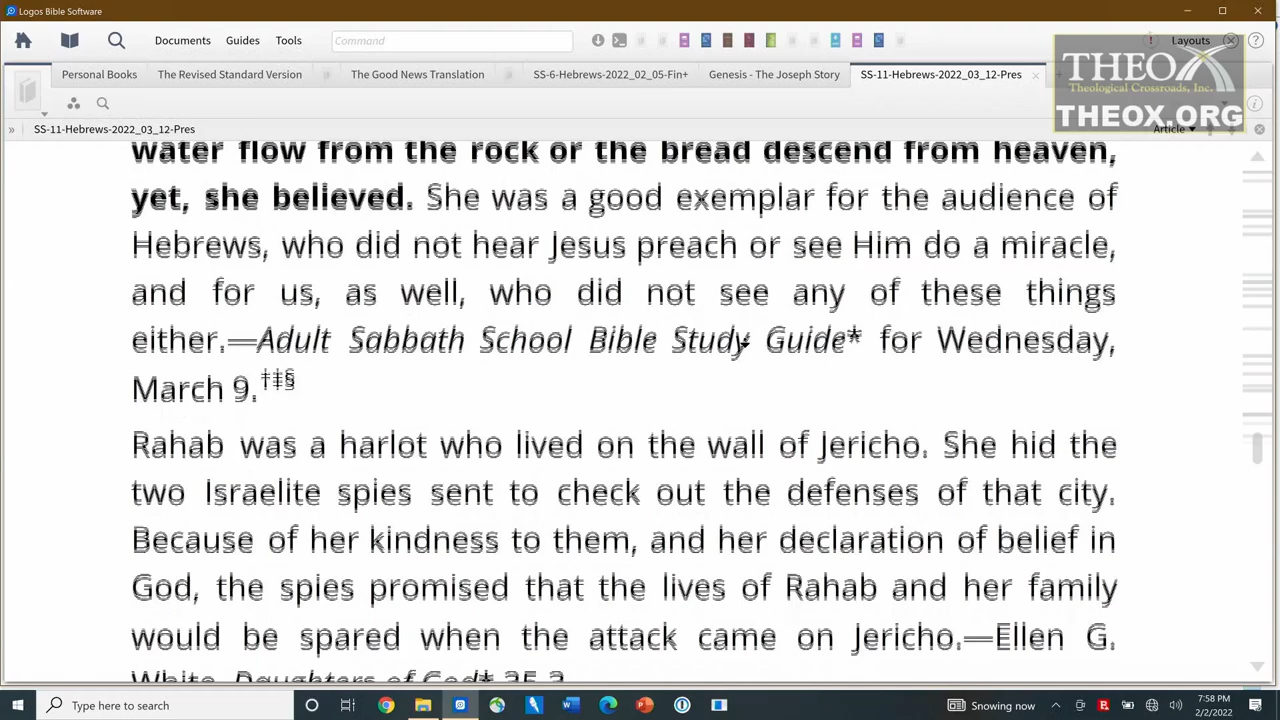 Logos Bible Software
Documents Guides Tools Command Layouts
THEOX
Theological Crossroads, Inc.
THEOX.ORG
Personal Books The Revised Standard Version The Good News Translation SS-6-Hebrews-2022_02_05-Fin+ Genesis - The Joseph Story SS-11-Hebrews-2022_03_12-Pres
SS-11-Hebrews-2022_03_12-Pres Article
water flow from the rock or the bread descend from heaven,
yet, she believed. She was a good exemplar for the audience of
Hebrews, who did not hear Jesus preach or see Him do a miracle,
and for us, as well, who did not see any of these things
either.—Adult Sabbath School Bible Study Guide* for Wednesday,
March 9.†‡§
Rahab was a harlot who lived on the wall of Jericho. She hid the
two Israelite spies sent to check out the defenses of that city.
Because of her kindness to them, and her declaration of belief in
God, the spies promised that the lives of Rahab and her family
would be spared when the attack came on Jericho.—Ellen G.
White, Daughters of God* 35.2
Type here to search Snowing now 7:58 PM
2/2/2022